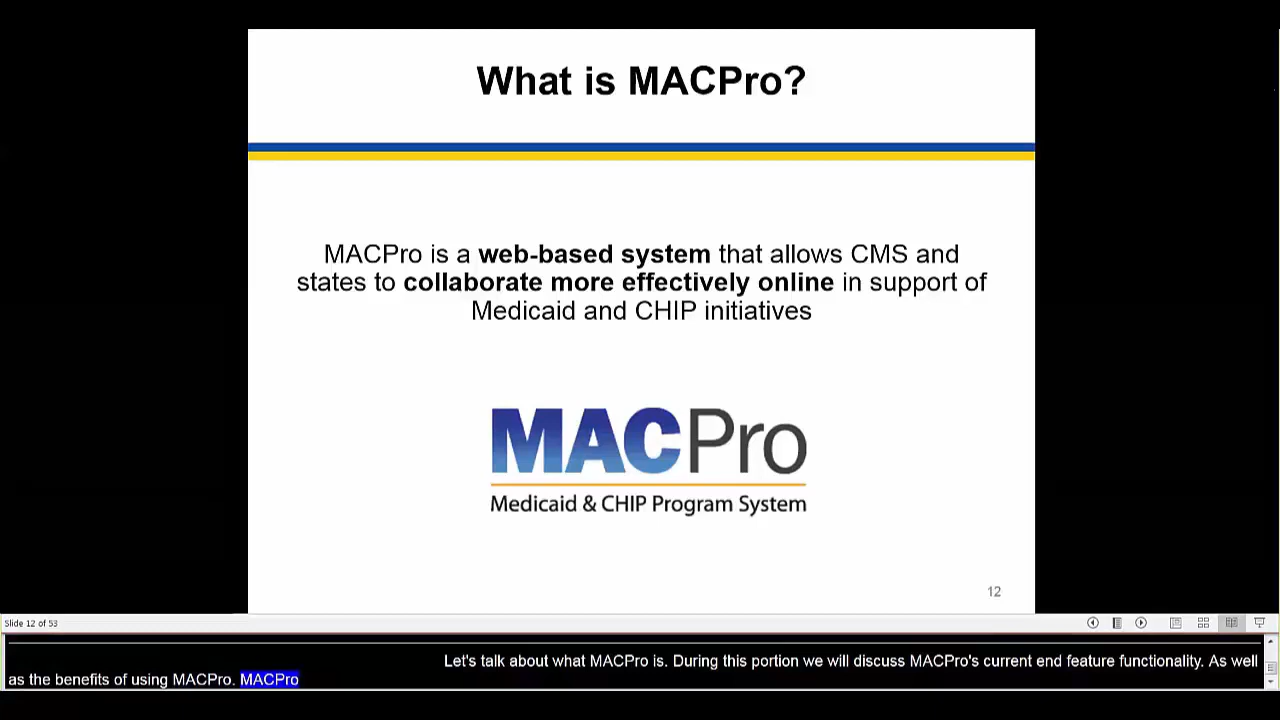 What is MACPro?
MACPro is a web-based system that allows CMS and
states to collaborate more effectively online in support of
Medicaid and CHIP initiatives
MACPro
Medicaid & CHIP Program System
12
Slide 12 of 53
Let's talk about what MACPro is. During this portion we will discuss MACPro's current end feature functionality. As well
as the benefits of using MACPro. MACPro